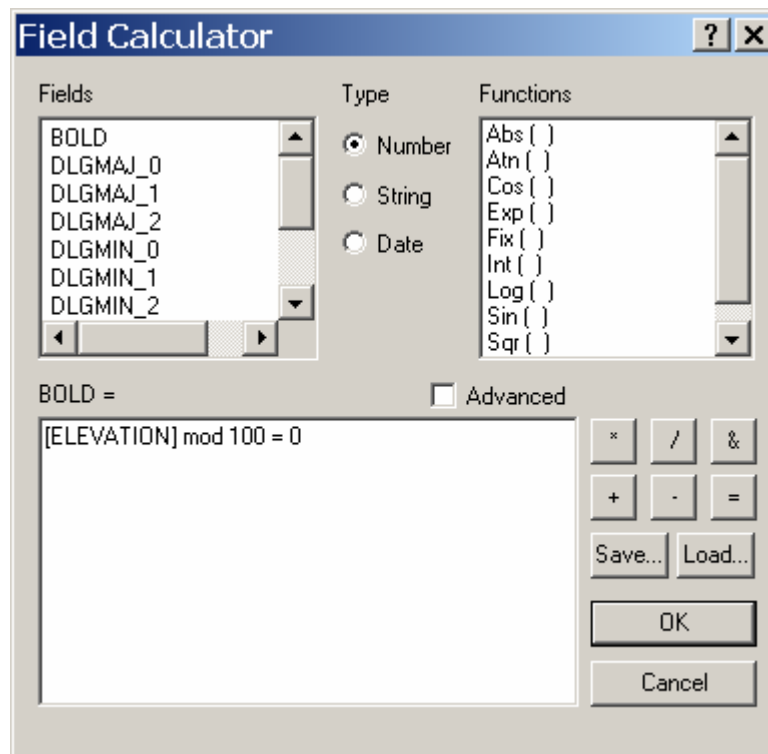 Field Calculator
Fields
Type
Functions
BOLD
DLGMAJ_0
DLGMAJ_1
DLGMAJ_2
DLGMIN_0
DLGMIN_1
DLGMIN_2
Number
String
Date
Abs ( )
Atn ( )
Cos ( )
Exp ( )
Fix ( )
Int ( )
Log ( )
Sin ( )
Sqr ( )
BOLD =
Advanced
[ELEVATION] mod 100 = 0
* / &
+ - =
Save... Load...
OK
Cancel